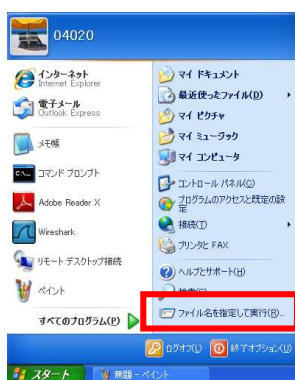 04020
インターネット
Internet Explorer
電子メール
Outlook Express
メモ帳
コマンド プロンプト
Adobe Reader X
Wireshark
リモート デスクトップ接続
ペイント
すべてのプログラム(P)
マイ ドキュメント
最近使ったファイル(D)
マイ ピクチャ
マイ ミュージック
マイ コンピュータ
コントロール パネル(C)
プログラムのアクセスと既定の設
定
接続(T)
プリンタと FAX
ヘルプとサポート(H)
ファイル名を指定して実行(R)...
ログオフ(L)
終了オプション(U)
スタート
無題 - ペイント